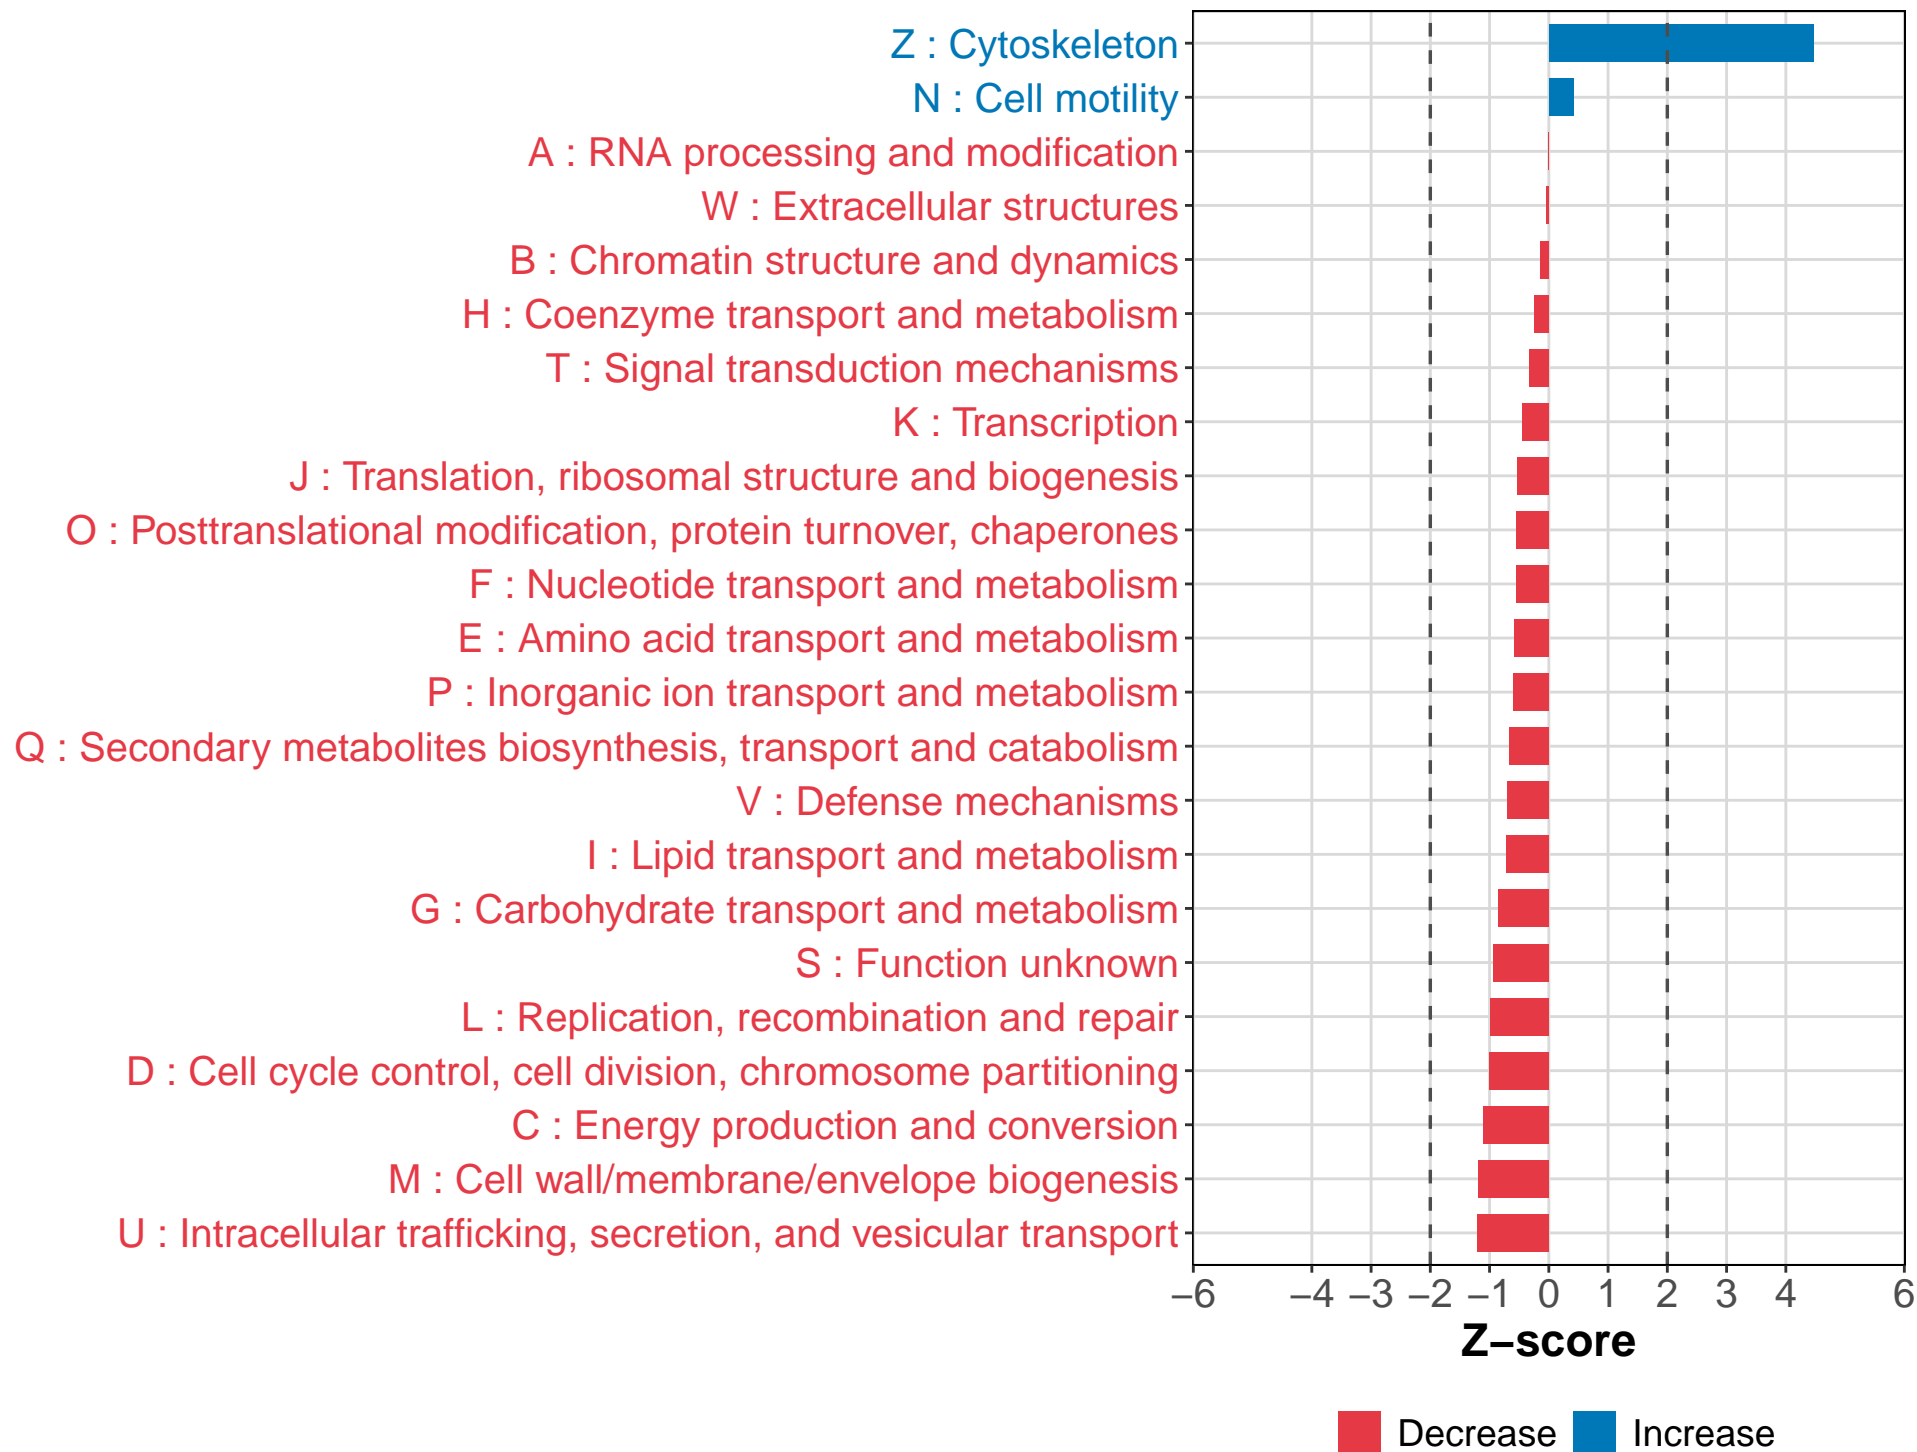 Z : Cytoskeleton
N : Cell motility
A : RNA processing and modification
W : Extracellular structures
B : Chromatin structure and dynamics
H : Coenzyme transport and metabolism
T : Signal transduction mechanisms
K : Transcription
J : Translation, ribosomal structure and biogenesis
O : Posttranslational modification, protein turnover, chaperones
F : Nucleotide transport and metabolism
E : Amino acid transport and metabolism
P : Inorganic ion transport and metabolism
Q : Secondary metabolites biosynthesis, transport and catabolism
V : Defense mechanisms
I : Lipid transport and metabolism
G : Carbohydrate transport and metabolism
S : Function unknown
L : Replication, recombination and repair
D : Cell cycle control, cell division, chromosome partitioning
C : Energy production and conversion
M : Cell wall/membrane/envelope biogenesis
U : Intracellular trafficking, secretion, and vesicular transport
−6 −4 −3 −2 −1 0 1 2 3 4 6
Z−score
Decrease Increase